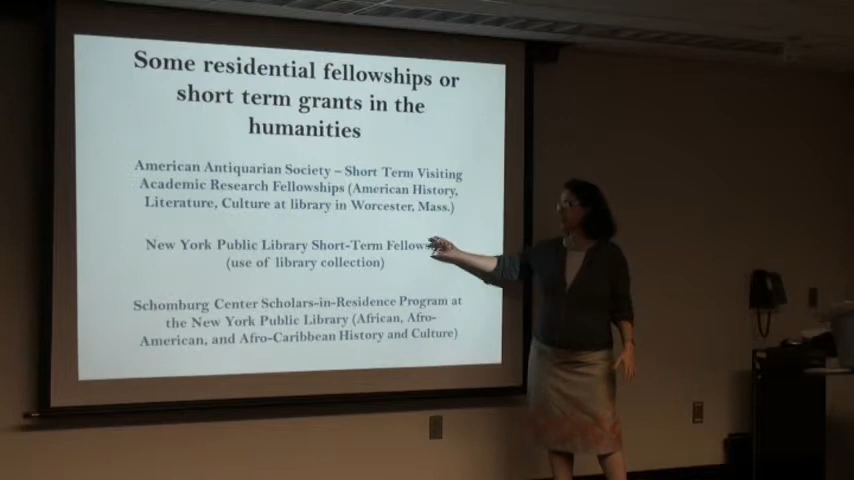 Some residential fellowships or
short term grants in the
humanities
American Antiquarian Society – Short Term Visiting
Academic Research Fellowships (American History,
Literature, Culture at library in Worcester, Mass.)
New York Public Library Short-Term
(use of library collection)
Schomburg Center Scholars-in-Residence Program at
the New York Public Library (African, Afro-
American, and Afro-Caribbean History and Culture)